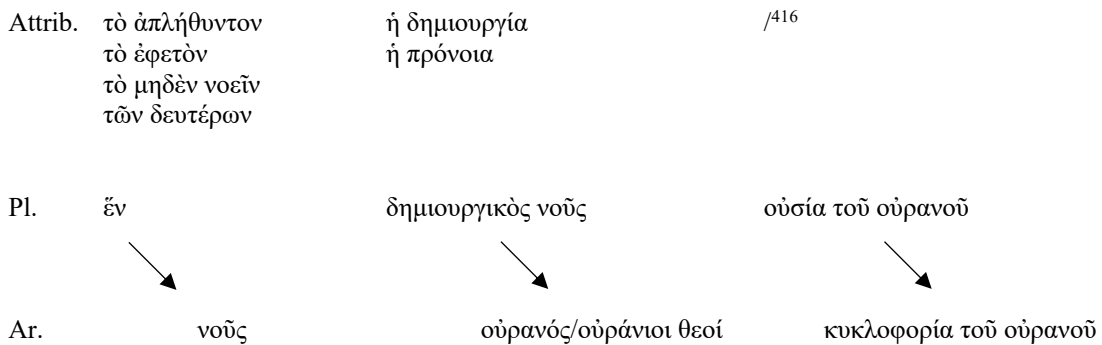 Attrib. τὸ ἀπλήθυντον ἡ δημιουργία /416
τὸ ἐφετὸν ἡ πρόνοια
τὸ μηδὲν νοεῖν
τῶν δευτέρων
Pl. ἕν δημιουργικὸς νοῦς οὐσία τοῦ οὐρανοῦ
Ar. νοῦς οὐρανός/οὐράνιοι θεοί κυκλοφορία τοῦ οὐρανοῦ